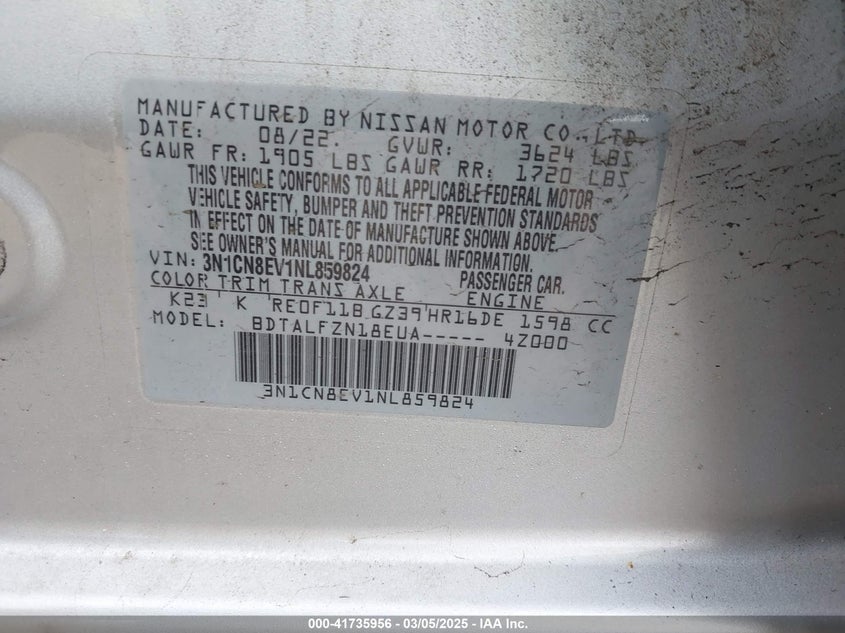 MANUFACTURED BY NISSAN MOTOR CO.,LTD.
DATE: 08/22. GVWR: 3624 LBS
GAWR FR: 1905 LBS GAWR RR: 1720 LBS
THIS VEHICLE CONFORMS TO ALL APPLICABLE FEDERAL MOTOR
VEHICLE SAFETY, BUMPER AND THEFT PREVENTION STANDARDS
IN EFFECT ON THE DATE OF MANUFACTURE SHOWN ABOVE.
SEE OWNER'S MANUAL FOR ADDITIONAL INFORMATION.
VIN: 3N1CN8EV1NL859824 PASSENGER CAR.
COLOR TRIM TRANS AXLE ENGINE
K23 K RE0F11B GZ39 HR16DE 1598 CC
MODEL: BDTALFZN18EUA----- 4Z000
3N1CN8EV1NL859824
000-41735956 - 03/05/2025 - IAA Inc.